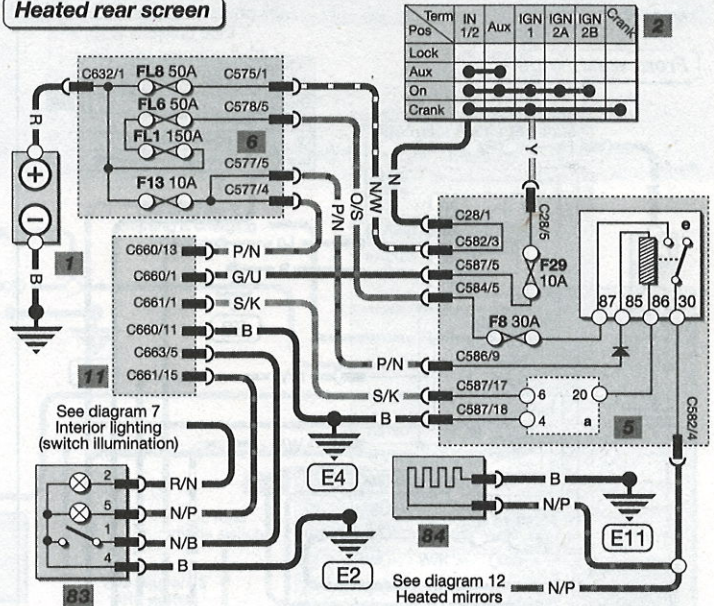 Heated rear screen
Term Pos IN 1/2 Aux IGN 1 IGN 2A IGN 2B Crank
2
Lock
Aux
On
Crank
C632/1 FL8 50A C575/1
FL6 50A C578/5
FL1 150A
6
C577/5
F13 10A C577/4
R
+
−
1
B
N
Y
N/W
O/S
P/N
C28/1
C28/5
C582/3
C587/5
F29 10A
C584/5
F8 30A
e
87 85 86 30
C586/9
C587/17
6 20
C587/18
4 a
5
C582/4
C660/13 P/N
C660/1 G/U
C661/1 S/K
C660/11 B
C663/5
C661/15
11
P/N
S/K
B
E4
See diagram 7
Interior lighting
(switch illumination)
2 R/N
5 N/P
1 N/B
4 B
83
E2
84
B
N/P
E11
See diagram 12
Heated mirrors
N/P